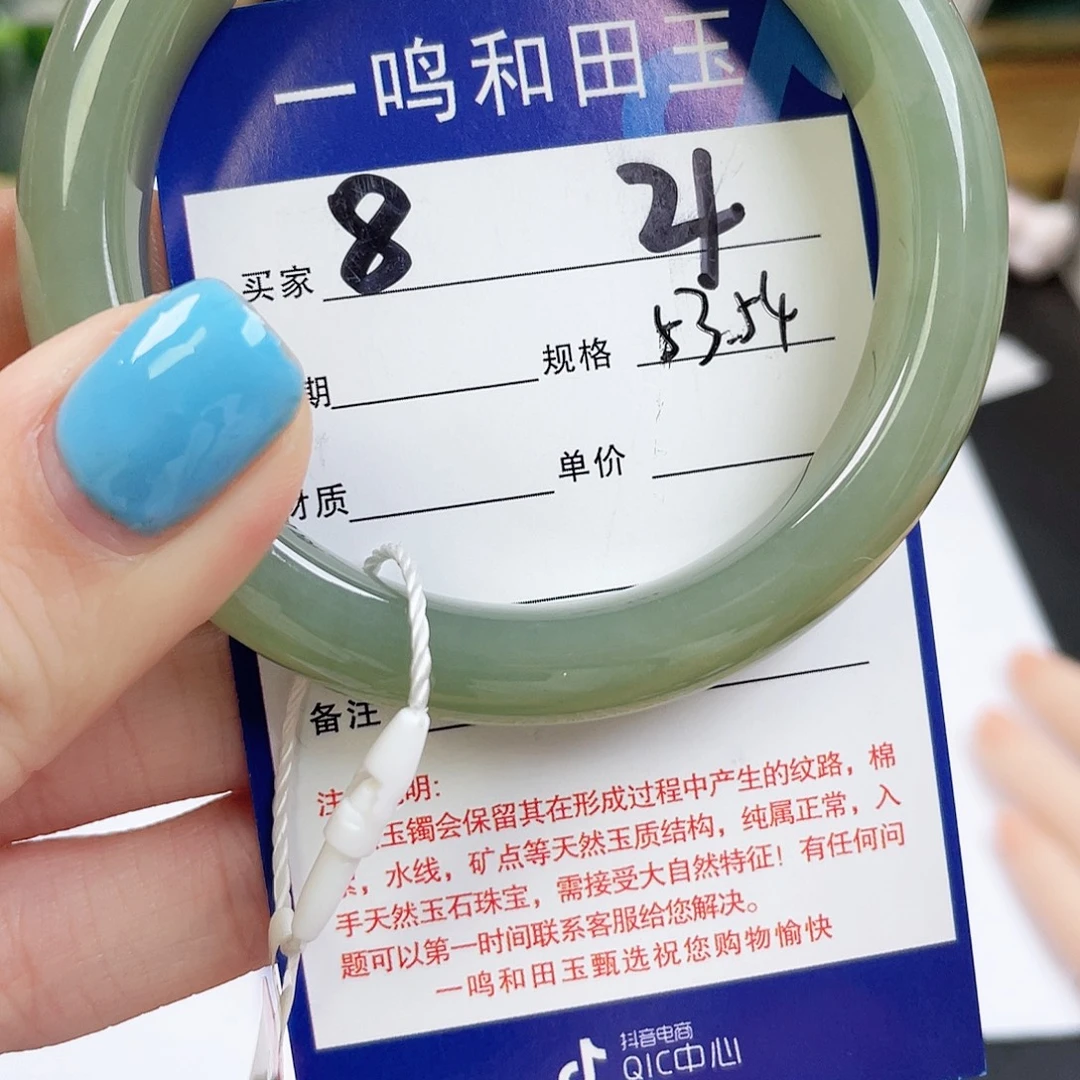 一鸣和田玉
买家 8 24
期 规格 53.54
材质 单价
备注
注 明:
玉镯会保留其在形成过程中产生的纹路，棉
，水线，矿点等天然玉质结构，纯属正常，入
手天然玉石珠宝，需接受大自然特征！有任何问
题可以第一时间联系客服给您解决。
一鸣和田玉甄选祝您购物愉快
抖音电商
QIC中心